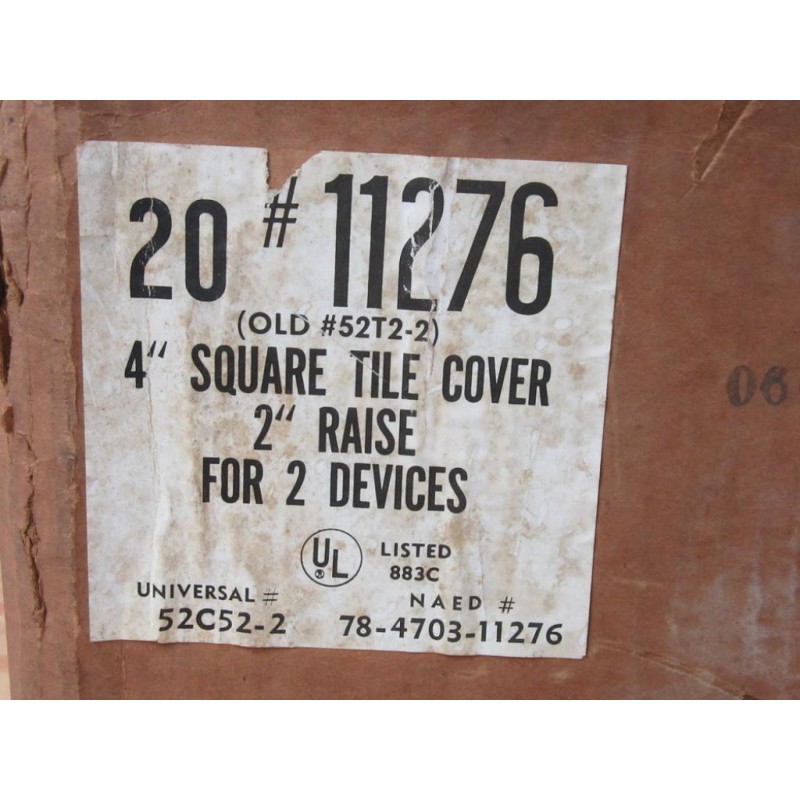 20 # 11276
(OLD #52T2-2)
4" SQUARE TILE COVER
2" RAISE
FOR 2 DEVICES
UL® LISTED
883C
UNIVERSAL # NAED #
52C52-2 78-4703-11276
06